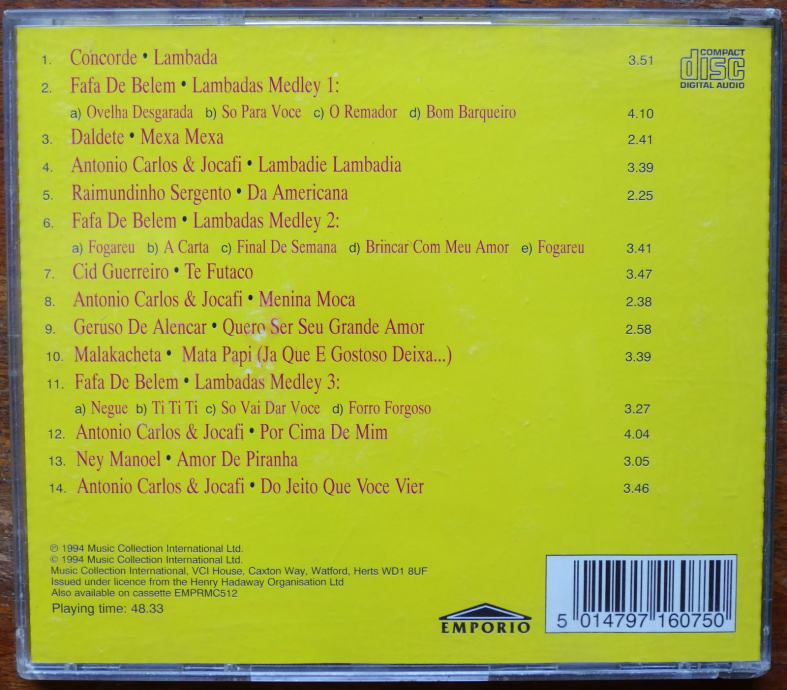 1. Concorde • Lambada 3.51
COMPACT
disc
DIGITAL AUDIO
2. Fafa De Belem • Lambadas Medley 1:
a) Ovelha Desgarada b) So Para Voce c) O Remador d) Bom Barqueiro 4.10
3. Daldete • Mexa Mexa 2.41
4. Antonio Carlos & Jocafi • Lambadie Lambadia 3.39
5. Raimundinho Sergento • Da Americana 2.25
6. Fafa De Belem • Lambadas Medley 2:
a) Fogareu b) A Carta c) Final De Semana d) Brincar Com Meu Amor e) Fogareu 3.41
7. Cid Guerreiro • Te Futaco 3.47
8. Antonio Carlos & Jocafi • Menina Moca 2.38
9. Geruso De Alencar • Quero Ser Seu Grande Amor 2.58
10. Malakacheta • Mata Papi (Ja Que E Gostoso Deixa...) 3.39
11. Fafa De Belem • Lambadas Medley 3:
a) Negue b) Ti Ti Ti c) So Vai Dar Voce d) Forro Forgoso 3.27
12. Antonio Carlos & Jocafi • Por Cima De Mim 4.04
13. Ney Manoel • Amor De Piranha 3.05
14. Antonio Carlos & Jocafi • Do Jeito Que Voce Vier 3.46
℗ 1994 Music Collection International Ltd.
© 1994 Music Collection International Ltd.
Music Collection International, VCI House, Caxton Way, Watford, Herts WD1 8UF
Issued under licence from the Henry Hadaway Organisation Ltd
Also available on cassette EMPRMC512
Playing time: 48.33
EMPORIO
5 014797 160750